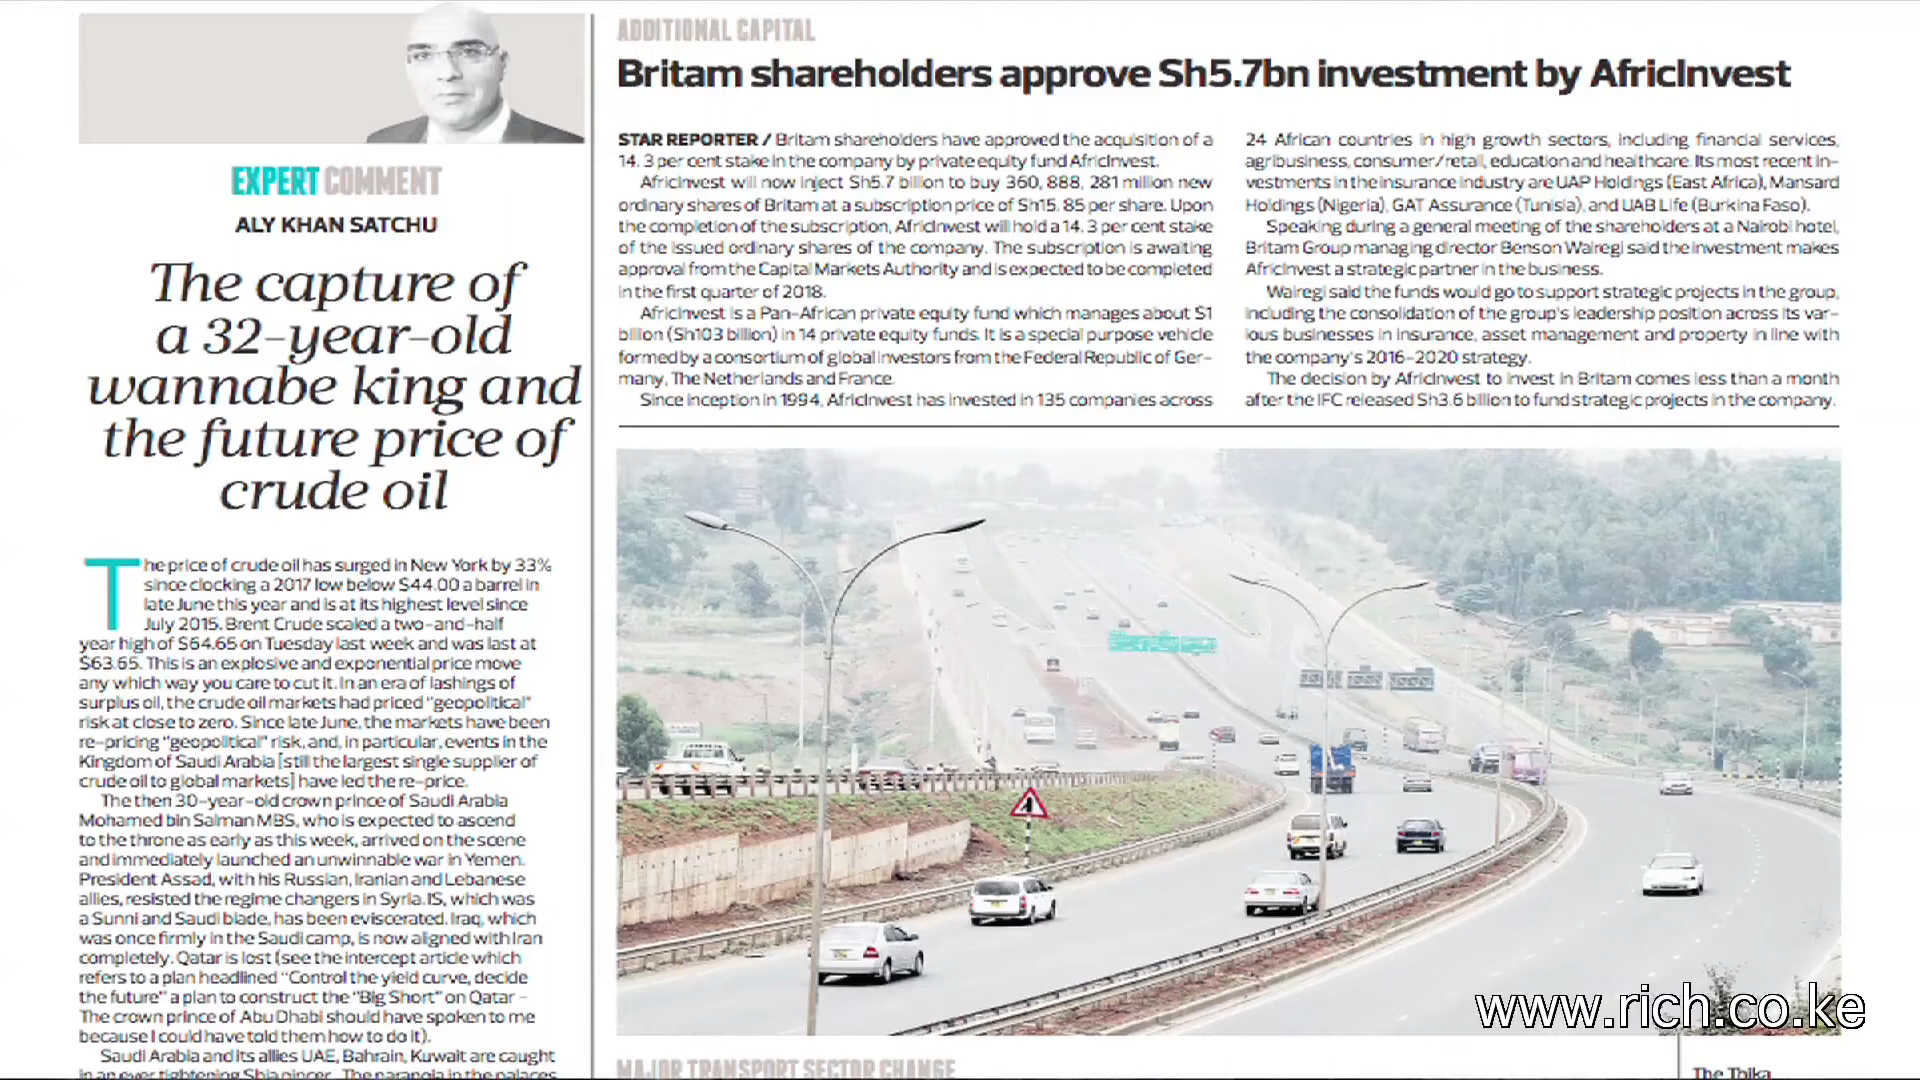 EXPERT COMMENT
ALY KHAN SATCHU
The capture of
a 32-year-old
wannabe king and
the future price of
crude oil
The price of crude oil has surged in New York by 33%
since clocking a 2017 low below $44.00 a barrel in
late June this year and is at its highest level since
July 2015. Brent Crude scaled a two-and-half
year high of $64.65 on Tuesday last week and was last at
$63.65. This is an explosive and exponential price move
any which way you care to cut it. In an era of lashings of
surplus oil, the crude oil markets had priced "geopolitical"
risk at close to zero. Since late June, the markets have been
re-pricing "geopolitical" risk, and, in particular, events in the
Kingdom of Saudi Arabia [still the largest single supplier of
crude oil to global markets] have led the re-price.
The then 30-year-old crown prince of Saudi Arabia
Mohamed bin Salman MBS, who is expected to ascend
to the throne as early as this week, arrived on the scene
and immediately launched an unwinnable war in Yemen.
President Assad, with his Russian, Iranian and Lebanese
allies, resisted the regime changers in Syria. IS, which was
a Sunni and Saudi blade, has been eviscerated. Iraq, which
was once firmly in the Saudi camp, is now aligned with Iran
completely. Qatar is lost (see the intercept article which
refers to a plan headlined "Control the yield curve, decide
the future" a plan to construct the "Big Short" on Qatar -
The crown prince of Abu Dhabi should have spoken to me
because I could have told them how to do it).
Saudi Arabia and its allies UAE, Bahrain, Kuwait are caught
in an ever tightening Shia pincer. The paranoia in the palaces
ADDITIONAL CAPITAL
Britam shareholders approve Sh5.7bn investment by AfricInvest
STAR REPORTER / Britam shareholders have approved the acquisition of a
14. 3 per cent stake in the company by private equity fund AfricInvest.
AfricInvest will now inject Sh5.7 billion to buy 360, 888, 281 million new
ordinary shares of Britam at a subscription price of Sh15. 85 per share. Upon
the completion of the subscription, AfricInvest will hold a 14. 3 per cent stake
of the issued ordinary shares of the company. The subscription is awaiting
approval from the Capital Markets Authority and is expected to be completed
in the first quarter of 2018.
AfricInvest is a Pan-African private equity fund which manages about $1
billion (Sh103 billion) in 14 private equity funds. It is a special purpose vehicle
formed by a consortium of global investors from the Federal Republic of Ger-
many, The Netherlands and France.
Since inception in 1994, AfricInvest has invested in 135 companies across
24 African countries in high growth sectors, including financial services,
agribusiness, consumer/retail, education and healthcare. Its most recent in-
vestments in the insurance industry are UAP Holdings (East Africa), Mansard
Holdings (Nigeria), GAT Assurance (Tunisia), and UAB Life (Burkina Faso).
Speaking during a general meeting of the shareholders at a Nairobi hotel,
Britam Group managing director Benson Wairegi said the investment makes
AfricInvest a strategic partner in the business.
Wairegi said the funds would go to support strategic projects in the group,
including the consolidation of the group's leadership position across its var-
ious businesses in insurance, asset management and property in line with
the company's 2016-2020 strategy.
The decision by AfricInvest to invest in Britam comes less than a month
after the IFC released Sh3.6 billion to fund strategic projects in the company.
www.rich.co.ke
MAJOR TRANSPORT SECTOR CHANGE
The Thika